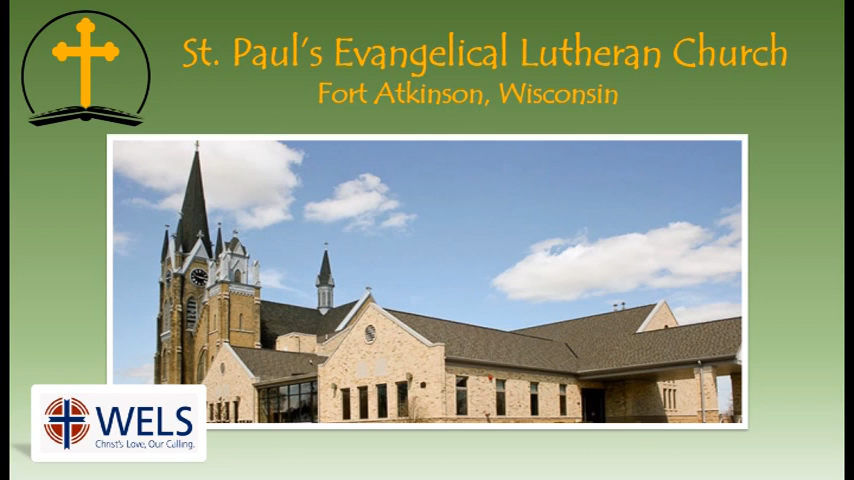 St. Paul's Evangelical Lutheran Church
Fort Atkinson, Wisconsin
WELS
Christ's Love, Our Calling.